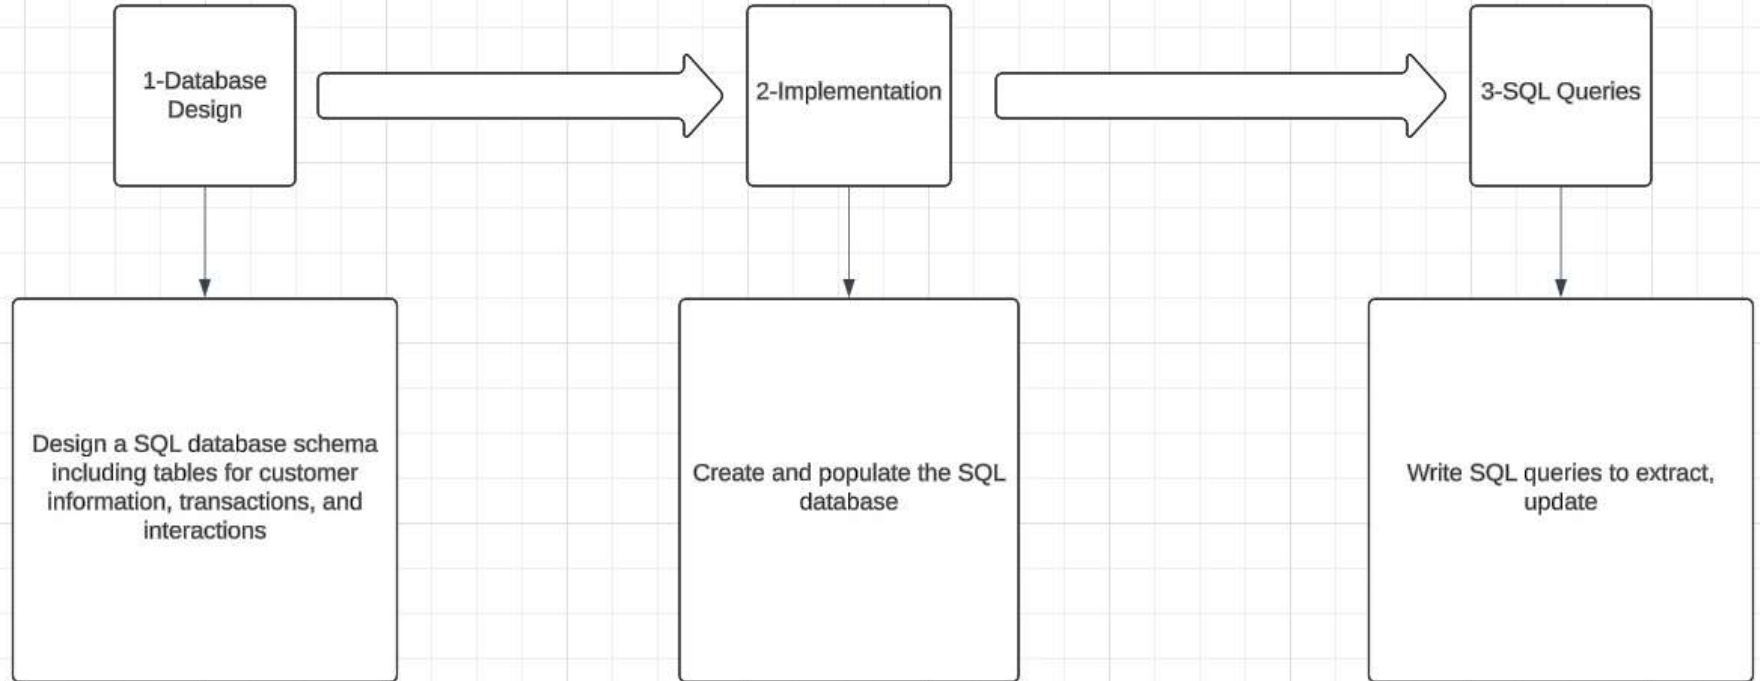 1-Database
Design
2-Implementation
3-SQL Queries
Design a SQL database schema
including tables for customer
information, transactions, and
interactions
Create and populate the SQL
database
Write SQL queries to extract,
update